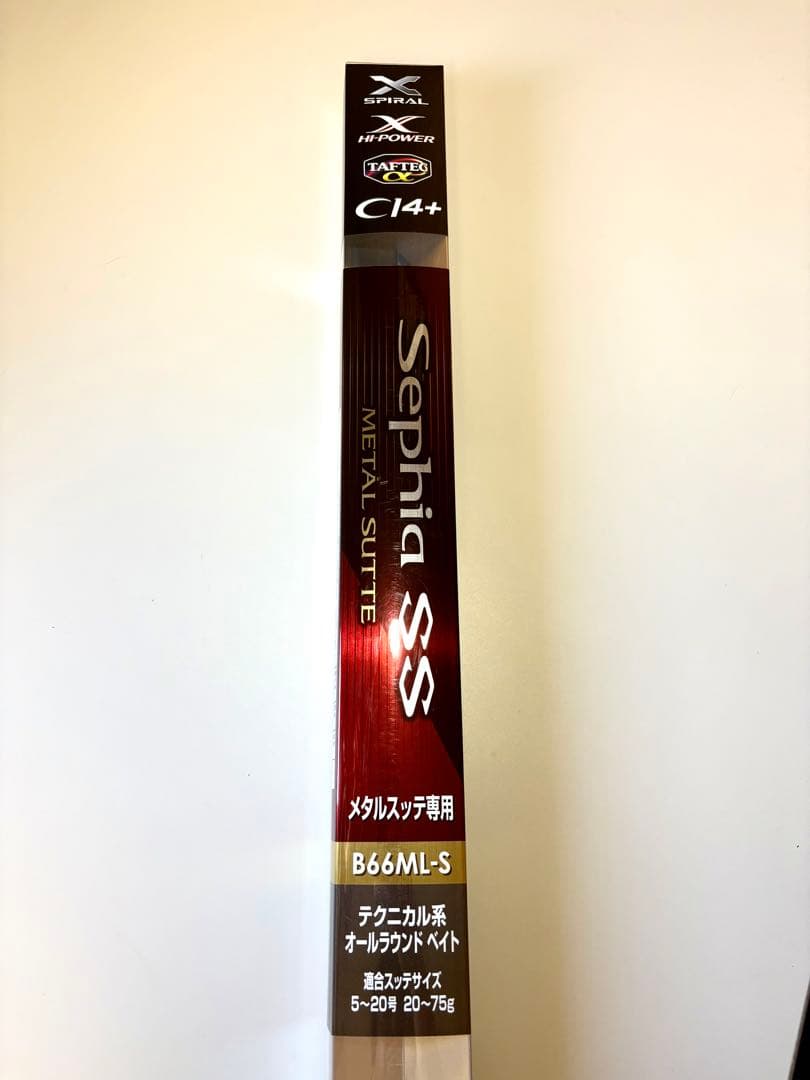 X
SPIRAL
X
HI-POWER
TAFTEC
α
CI4+
Sephia SS
METAL SUTTE
メタルスッテ専用
B66ML-S
テクニカル系
オールラウンド ベイト
適合スッテサイズ
5〜20号 20〜75g